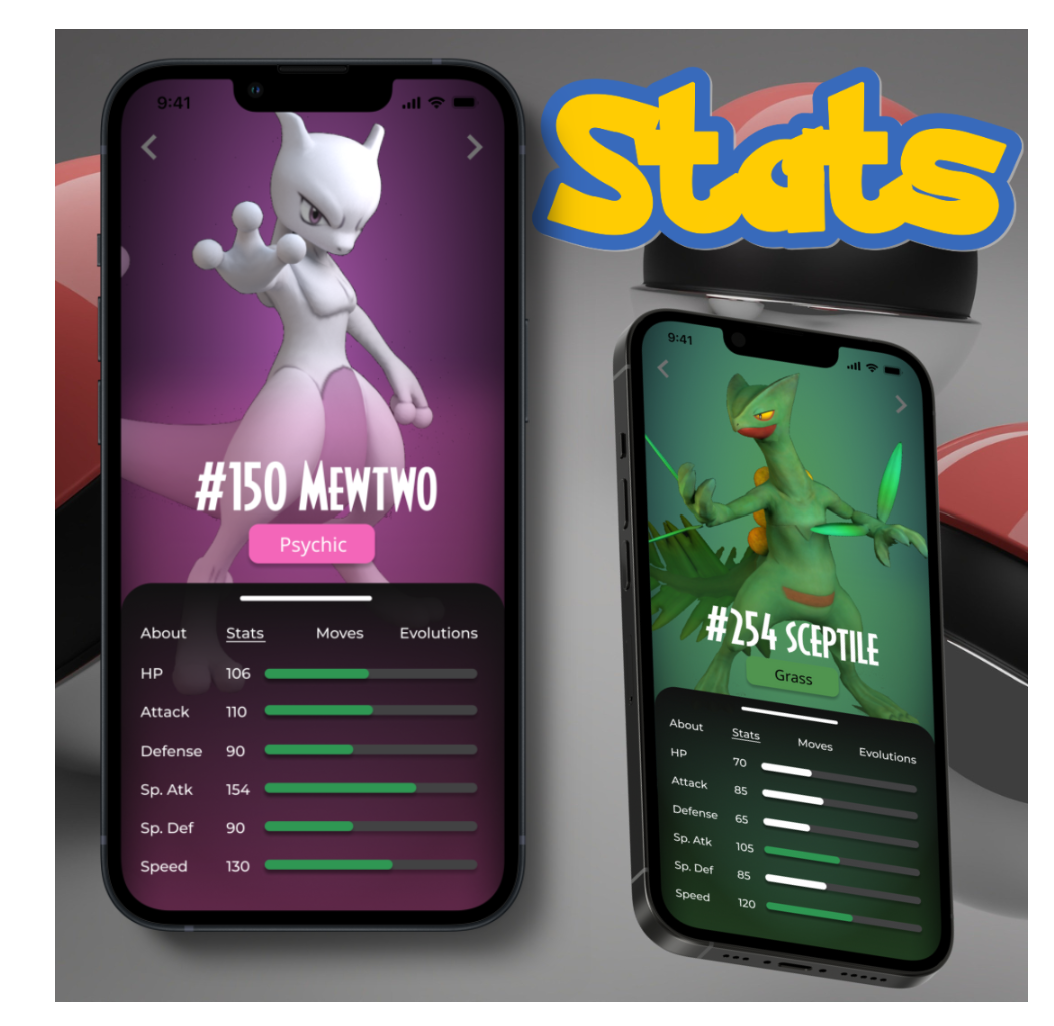 Stats
9:41
#150 Mewtwo
Psychic
About Stats Moves Evolutions
HP 106
Attack 110
Defense 90
Sp. Atk 154
Sp. Def 90
Speed 130
9:41
#254 Sceptile
Grass
About Stats Moves Evolutions
HP 70
Attack 85
Defense 65
Sp. Atk 105
Sp. Def 85
Speed 120